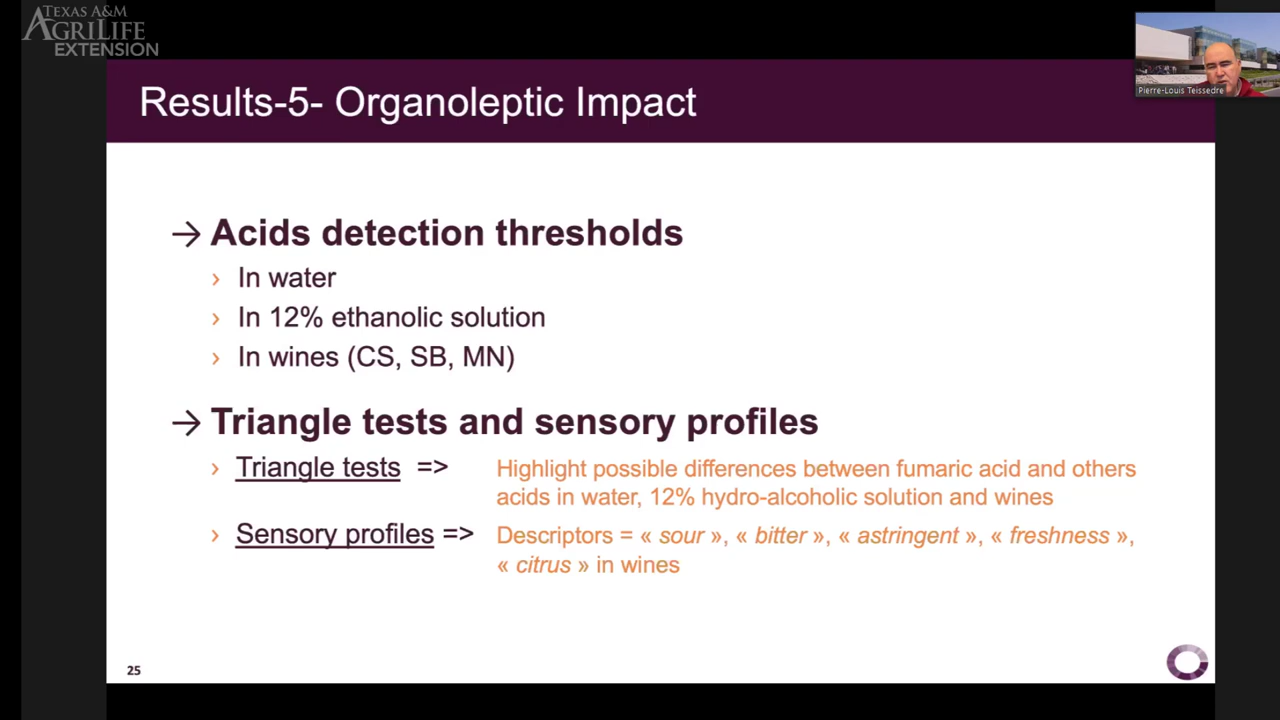 TEXAS A&M
AGRILIFE
EXTENSION
Pierre-Louis Teissedre
Results-5- Organoleptic Impact
→ Acids detection thresholds
› In water
› In 12% ethanolic solution
› In wines (CS, SB, MN)
→ Triangle tests and sensory profiles
› Triangle tests => Highlight possible differences between fumaric acid and others
acids in water, 12% hydro-alcoholic solution and wines
› Sensory profiles => Descriptors = « sour », « bitter », « astringent », « freshness »,
« citrus » in wines
25